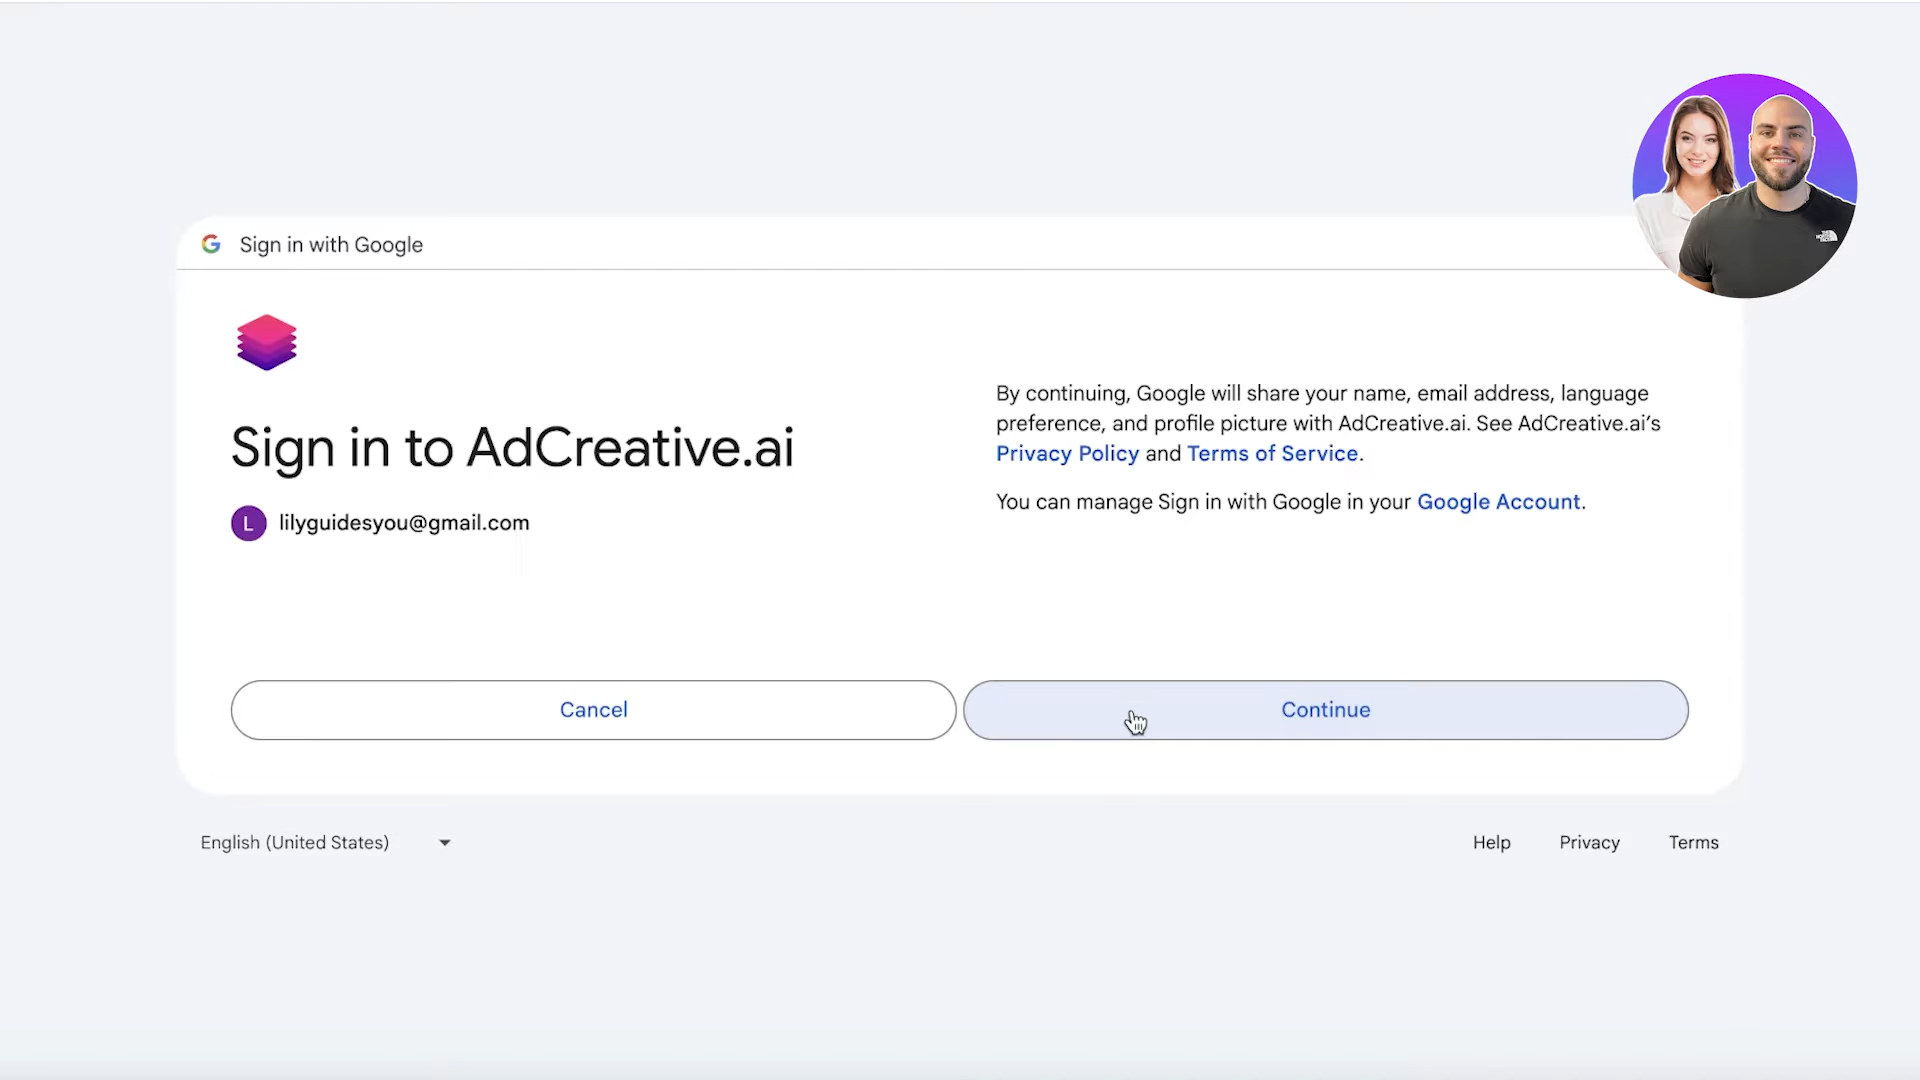 Sign in with Google
Sign in to AdCreative.ai
L lilyguidesyou@gmail.com
By continuing, Google will share your name, email address, language
preference, and profile picture with AdCreative.ai. See AdCreative.ai’s
Privacy Policy and Terms of Service.
You can manage Sign in with Google in your Google Account.
Cancel
Continue
English (United States)
Help
Privacy
Terms
THE
NORTH
FACE